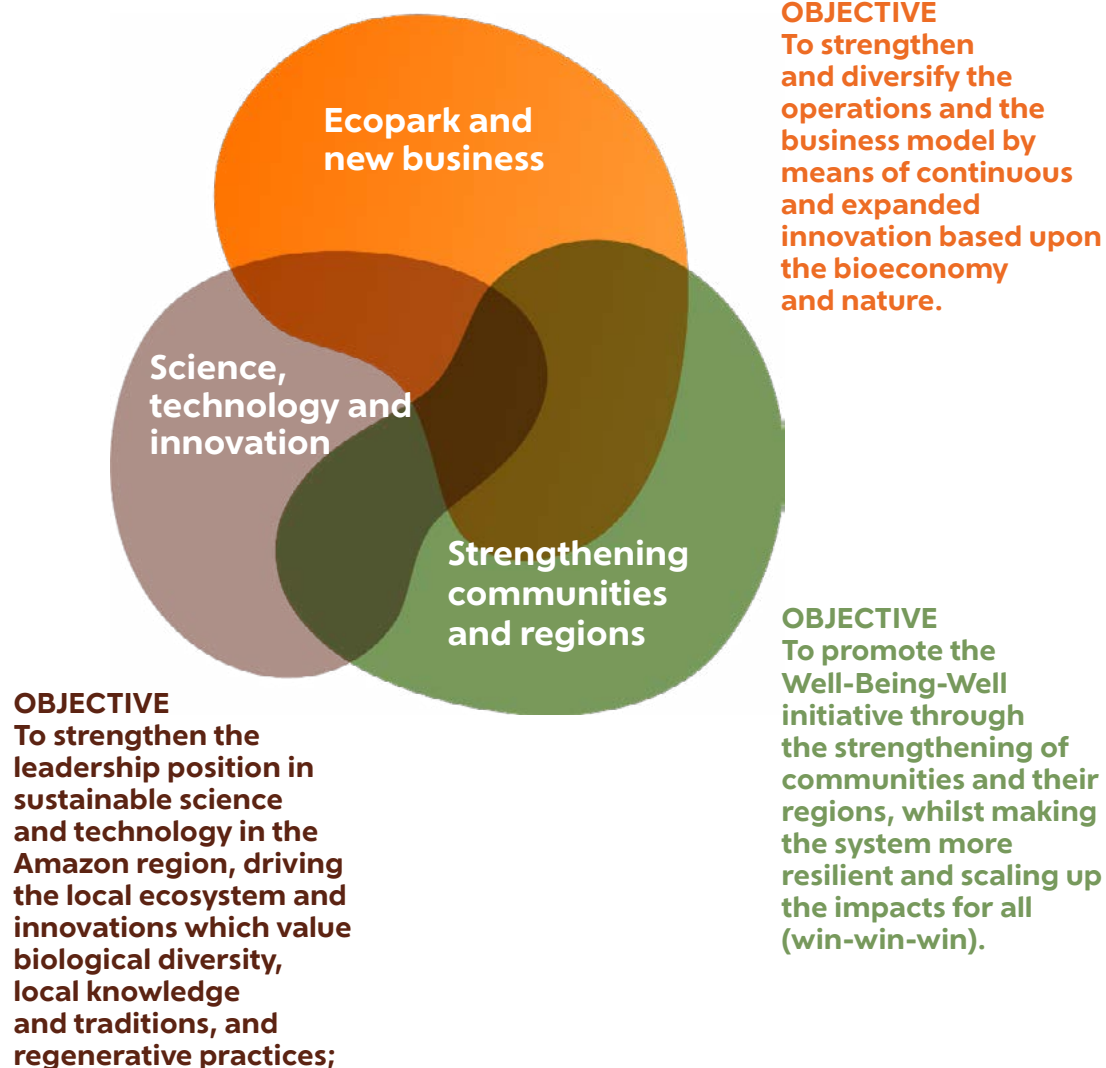 Ecopark and
new business
OBJECTIVE
To strengthen
and diversify the
operations and the
business model by
means of continuous
and expanded
innovation based upon
the bioeconomy
and nature.
Science,
technology and
innovation
Strengthening
communities
and regions
OBJECTIVE
To promote the
Well-Being-Well
initiative through
the strengthening of
communities and their
regions, whilst making
the system more
resilient and scaling up
the impacts for all
(win-win-win).
OBJECTIVE
To strengthen the
leadership position in
sustainable science
and technology in the
Amazon region, driving
the local ecosystem and
innovations which value
biological diversity,
local knowledge
and traditions, and
regenerative practices;